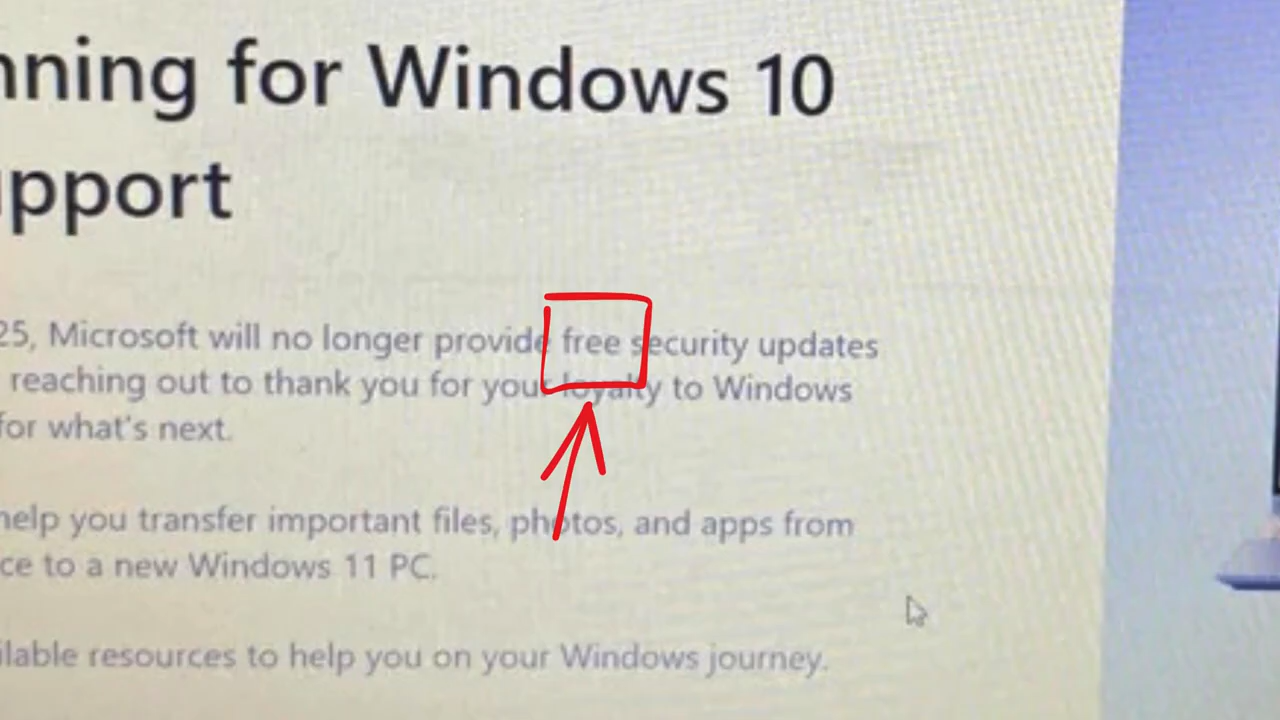 nning for Windows 10
pport
25, Microsoft will no longer provide free security updates
reaching out to thank you for your loyalty to Windows
for what's next.
help you transfer important files, photos, and apps from
ce to a new Windows 11 PC.
ilable resources to help you on your Windows journey.